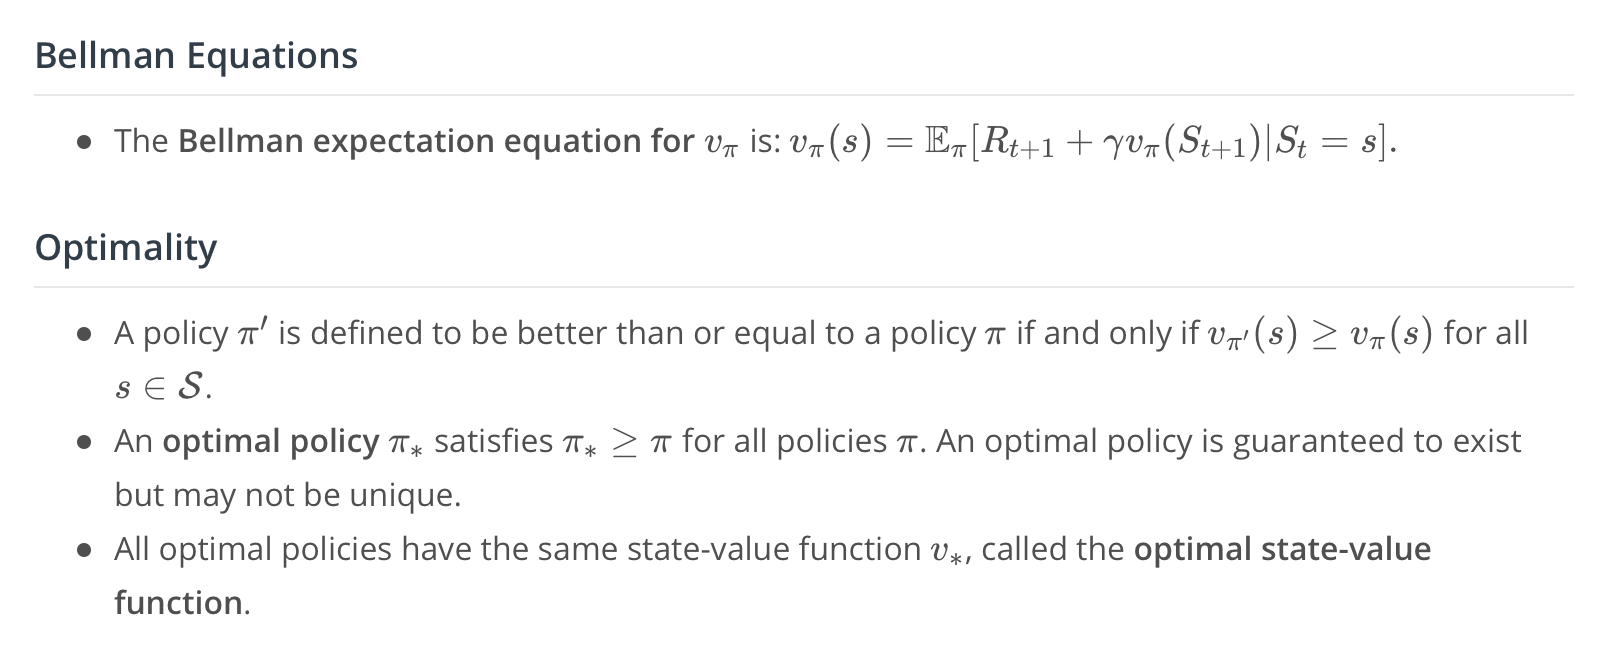 Bellman Equations
● The Bellman expectation equation for $v_\pi$ is: $v_\pi(s) = \mathbb{E}_\pi[R_{t+1} + \gamma v_\pi(S_{t+1})|S_t = s]$.
Optimality
● A policy $\pi'$ is defined to be better than or equal to a policy $\pi$ if and only if $v_{\pi'}(s) \geq v_\pi(s)$ for all
$s \in \mathcal{S}$.
● An optimal policy $\pi_*$ satisfies $\pi_* \geq \pi$ for all policies $\pi$. An optimal policy is guaranteed to exist
but may not be unique.
● All optimal policies have the same state-value function $v_*$, called the optimal state-value
function.